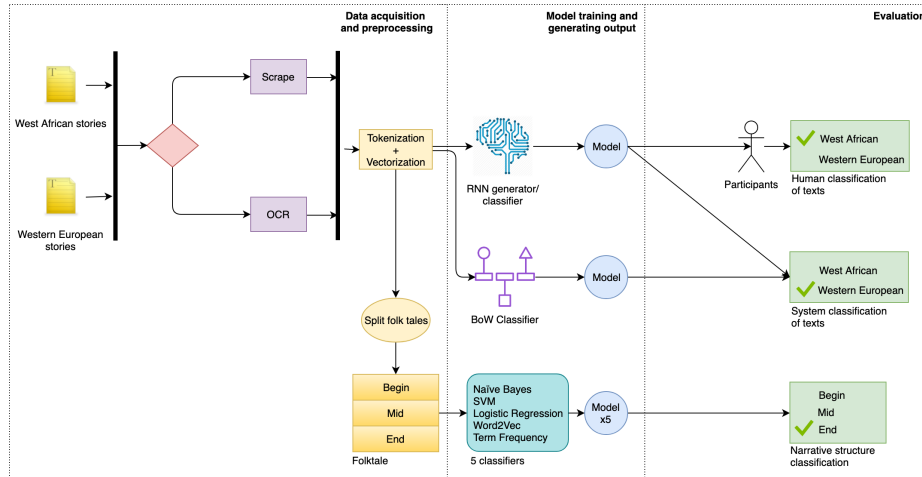 Data acquisition
and preprocessing
Model training and
generating output
Evaluation
T
West African stories
T
Western European
stories
Scrape
OCR
Tokenization
+
Vectorization
RNN generator/
classifier
Model
Participants
West African
Western European
Human classification
of texts
BoW Classifier
Model
West African
Western European
System classification
of texts
Split folk tales
Begin
Mid
End
Folktale
Naïve Bayes
SVM
Logistic Regression
Word2Vec
Term Frequency
5 classifiers
Model
x5
Begin
Mid
End
Narrative structure
classification